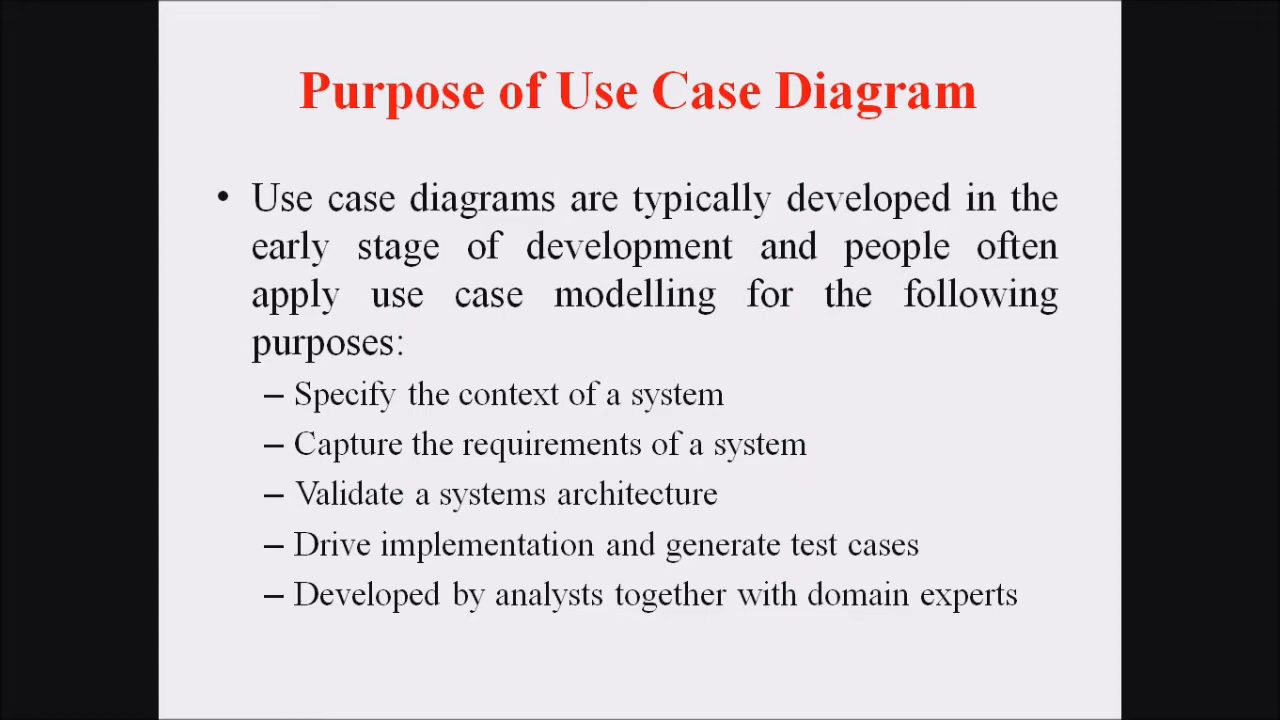 Purpose of Use Case Diagram
• Use case diagrams are typically developed in the
early stage of development and people often
apply use case modelling for the following
purposes:
– Specify the context of a system
– Capture the requirements of a system
– Validate a systems architecture
– Drive implementation and generate test cases
– Developed by analysts together with domain experts